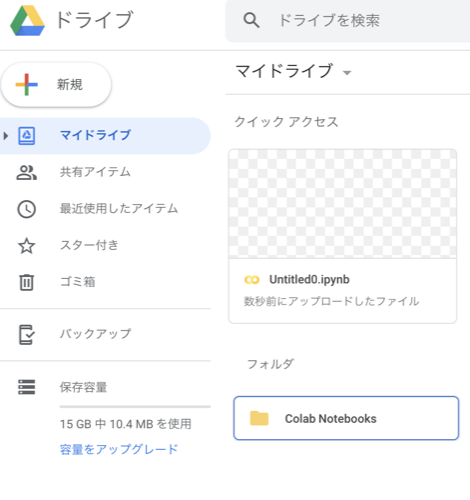 ドライブ
ドライブを検索
新規
マイドライブ
共有アイテム
最近使用したアイテム
スター付き
ゴミ箱
バックアップ
保存容量
15 GB 中 10.4 MB を使用
容量をアップグレード
マイドライブ
クイック アクセス
Untitled0.ipynb
数秒前にアップロードしたファイル
フォルダ
Colab Notebooks